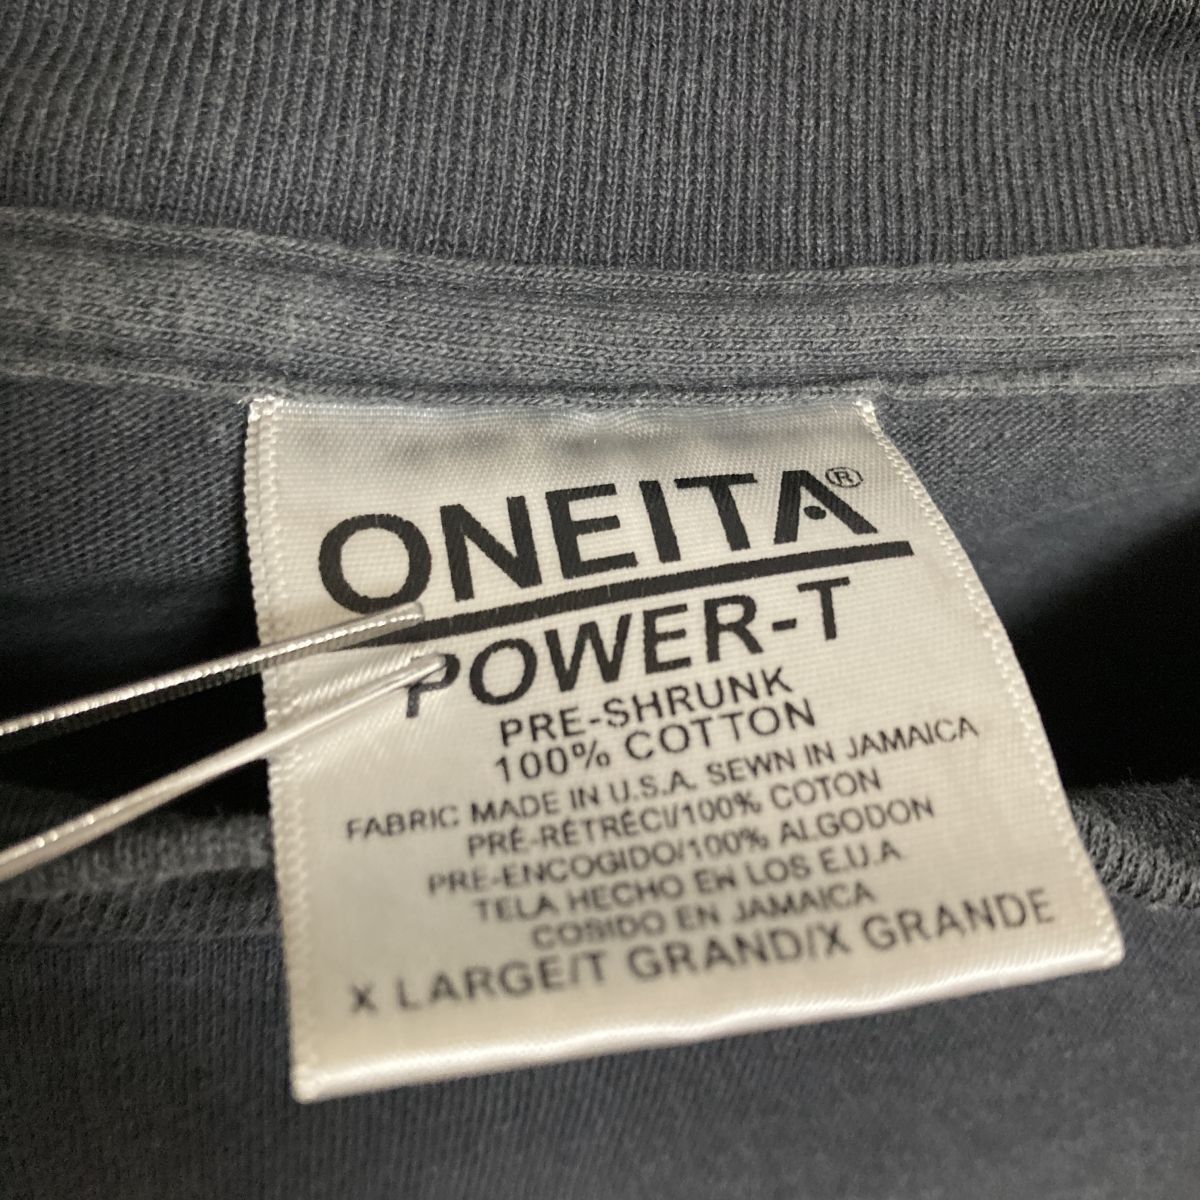 ONEITA®
POWER-T
PRE-SHRUNK
100% COTTON
FABRIC MADE IN U.S.A. SEWN IN JAMAICA
PRÉ-RÉTRÉCI/100% COTON
PRE-ENCOGIDO/100% ALGODON
TELA HECHO EN LOS E.U.A.
COSIDO EN JAMAICA
X LARGE/T GRAND/X GRANDE